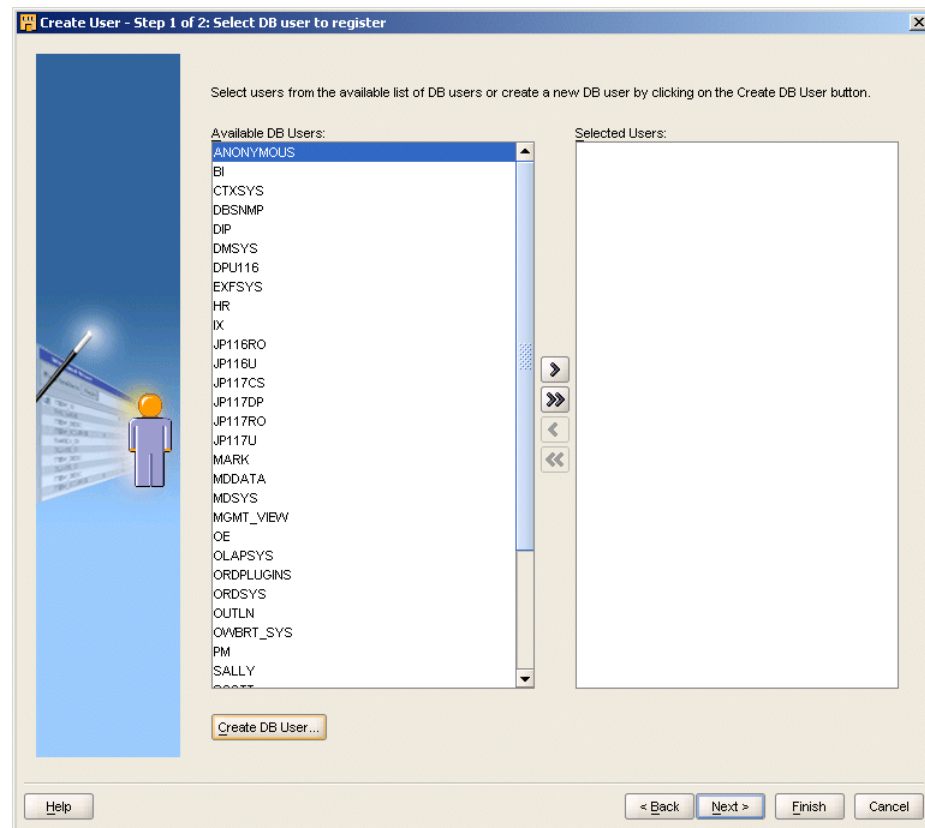 Create User - Step 1 of 2: Select DB user to register
Select users from the available list of DB users or create a new DB user by clicking on the Create DB User button.
Available DB Users:
Selected Users:
ANONYMOUS
BI
CTXSYS
DBSNMP
DIP
DMSYS
DPU116
EXFSYS
HR
IX
JP116RO
JP116U
JP117CS
JP117DP
JP117RO
JP117U
MARK
MDDATA
MDSYS
MGMT_VIEW
OE
OLAPSYS
ORDPLUGINS
ORDSYS
OUTLN
OWBRT_SYS
PM
SALLY
Create DB User...
Help
< Back
Next >
Finish
Cancel